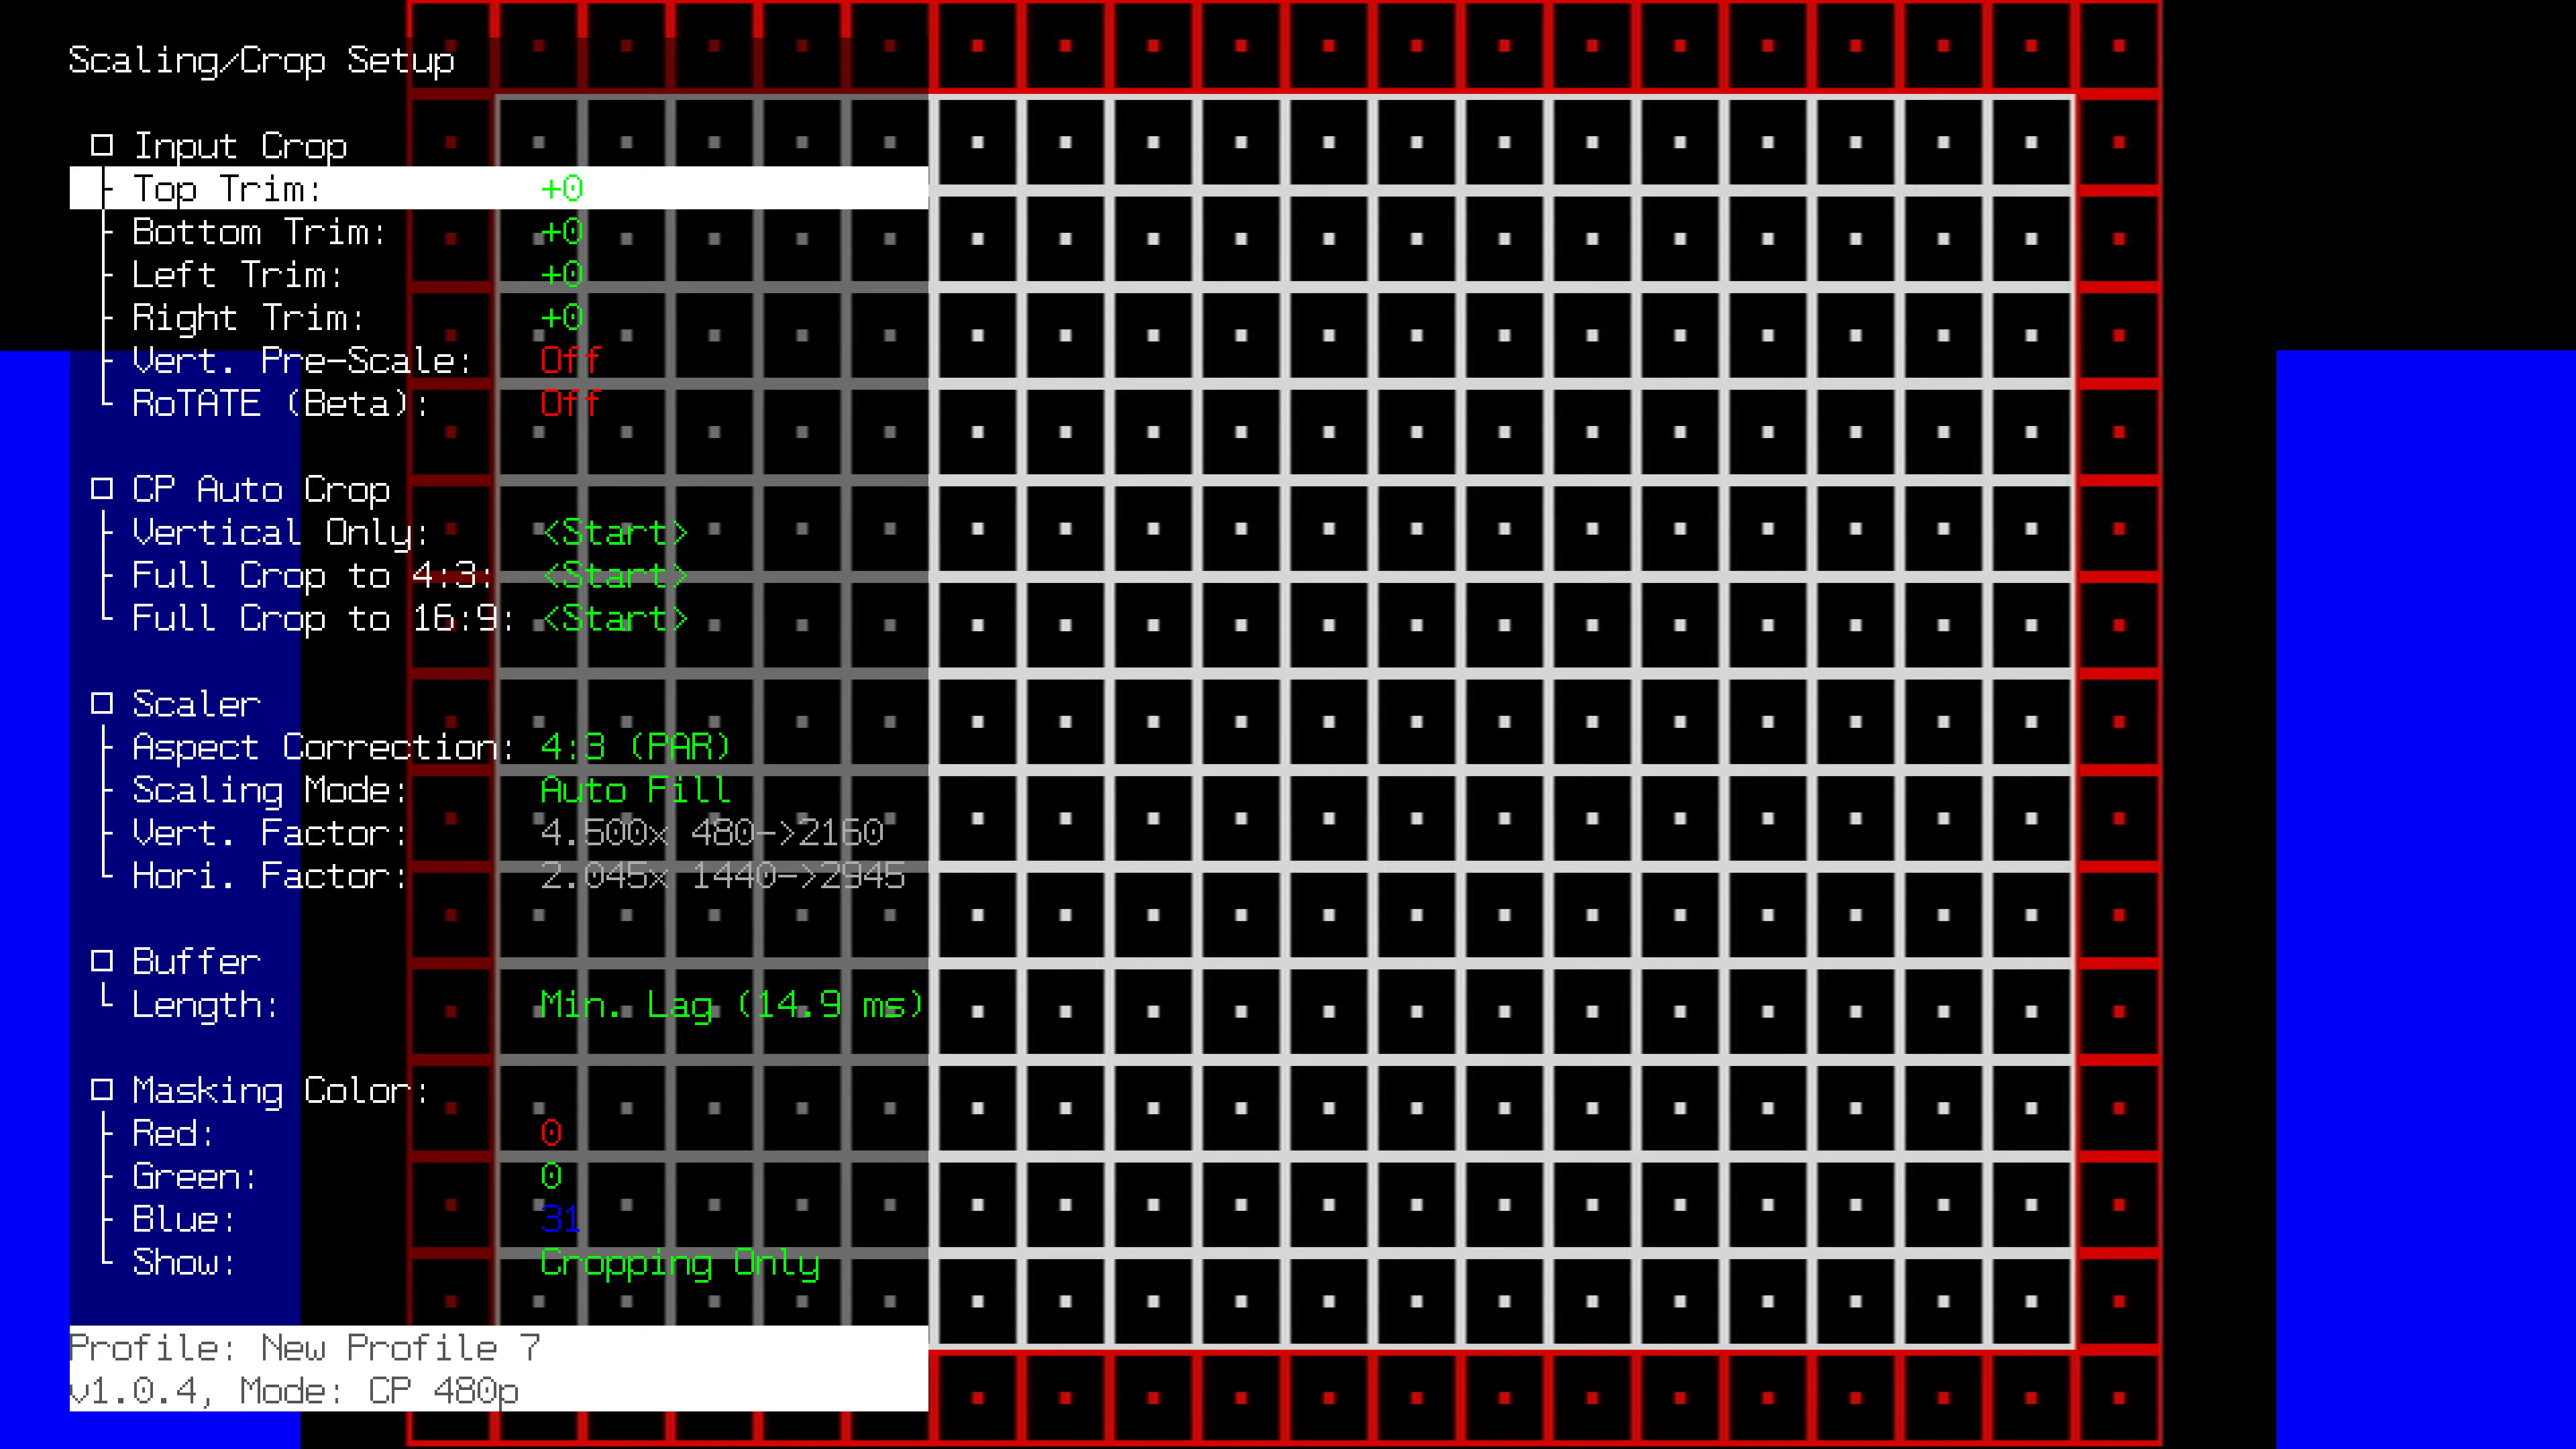 Scaling/Crop Setup
Input Crop
Top Trim: +0
Bottom Trim: +0
Left Trim: +0
Right Trim: +0
Vert. Pre-Scale: Off
RoTATE (Beta): Off
CP Auto Crop
Vertical Only: <Start>
Full Crop to 4:3: <Start>
Full Crop to 16:9: <Start>
Scaler
Aspect Correction: 4:3 (PAR)
Scaling Mode: Auto Fill
Vert. Factor: 4.500x 480->2160
Hori. Factor: 2.045x 1440->2945
Buffer
Length: Min. Lag (14.9 ms)
Masking Color:
Red: 0
Green: 0
Blue: 31
Show: Cropping Only
Profile: New Profile 7
v1.0.4, Mode: CP 480p